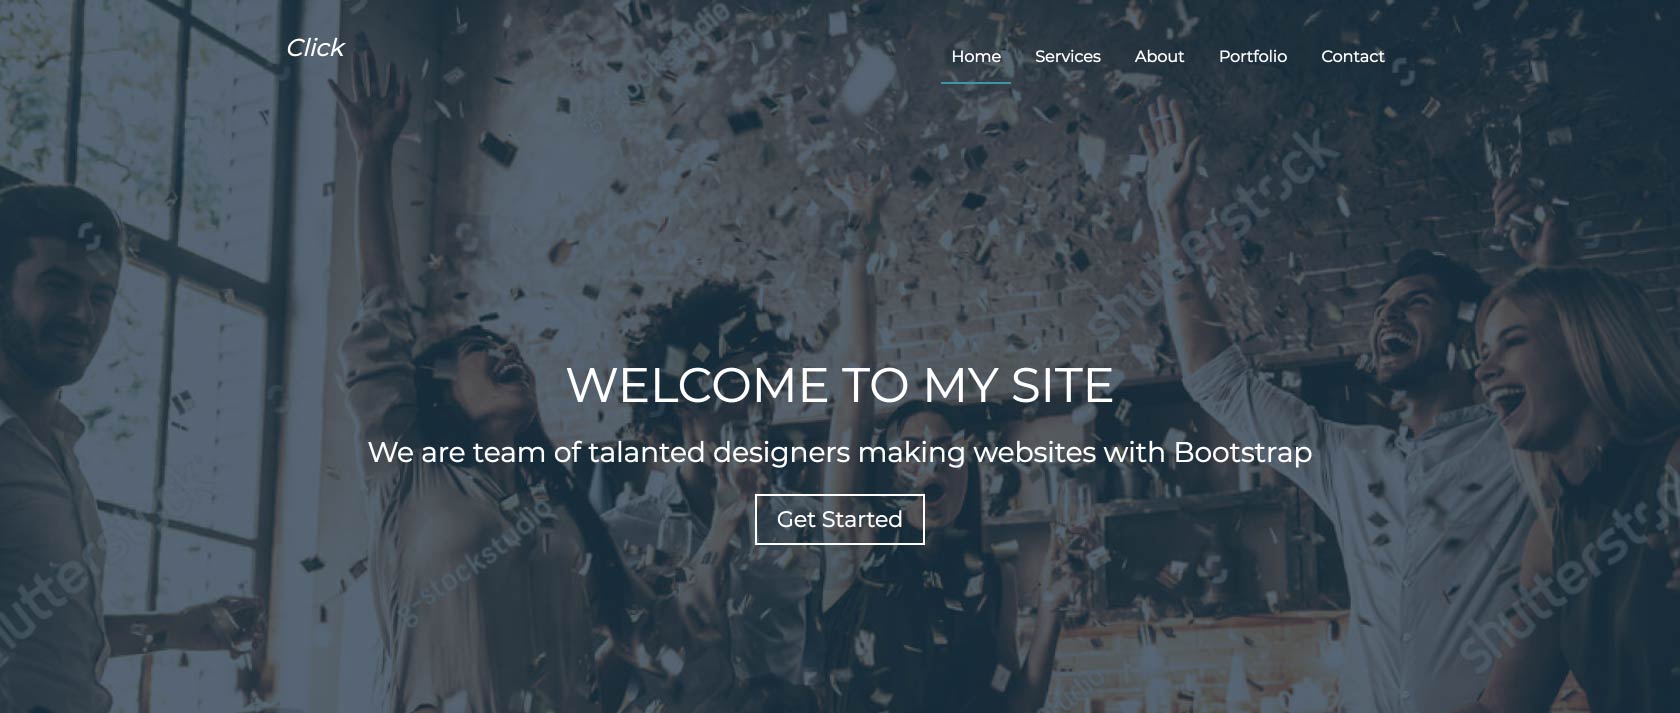 g-stockstudio
Click
Home Services About Portfolio Contact
shutterstock
WELCOME TO MY SITE
We are team of talanted designers making websites with Bootstrap
Get Started
shutterstock
g-stockstudio
shutterstock